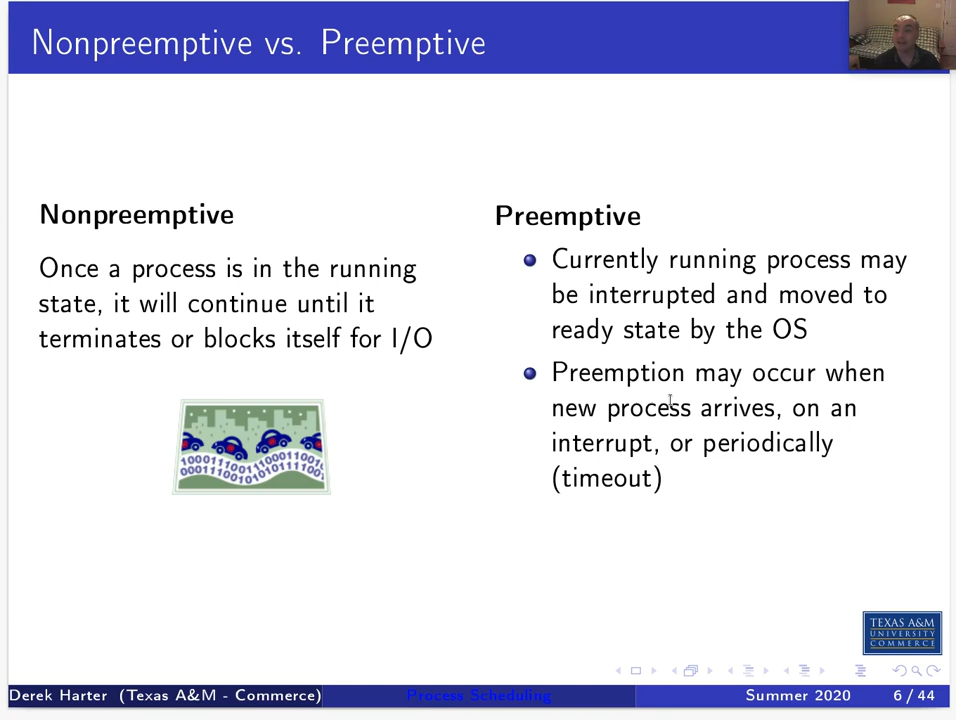 Nonpreemptive vs. Preemptive
Nonpreemptive
Once a process is in the running
state, it will continue until it
terminates or blocks itself for I/O
Preemptive
Currently running process may
be interrupted and moved to
ready state by the OS
Preemption may occur when
new process arrives, on an
interrupt, or periodically
(timeout)
TEXAS A&M
UNIVERSITY
COMMERCE
Derek Harter (Texas A&M - Commerce)
Process Scheduling
Summer 2020
6 / 44